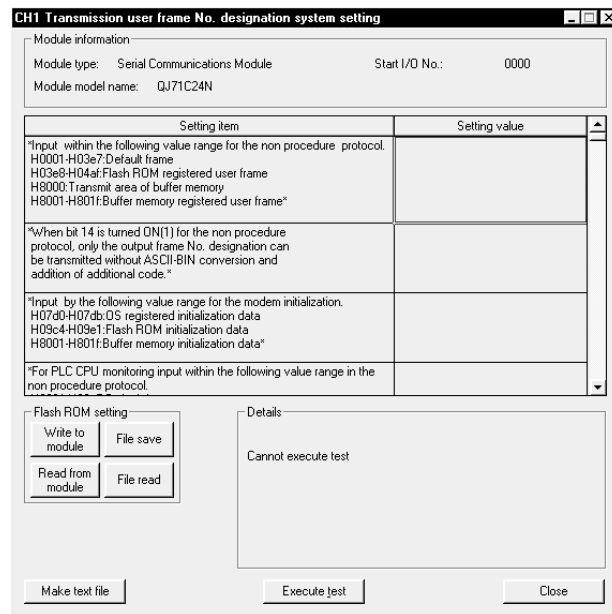 CH1 Transmission user frame No. designation system setting
Module information
Module type: Serial Communications Module Start I/O No.: 0000
Module model name: QJ71C24N
Setting item Setting value
*Input within the following value range for the non procedure protocol.
H0001-H03e7:Default frame
H03e8-H04af:Flash ROM registered user frame
H8000:Transmit area of buffer memory
H8001-H801f:Buffer memory registered user frame*
*When bit 14 is turned ON(1) for the non procedure
protocol, only the output frame No. designation can
be transmitted without ASCII-BIN conversion and
addition of additional code.*
*Input by the following value range for the modem initialization.
H07d0-H07db:OS registered initialization data
H09c4-H09e1:Flash ROM initialization data
H8001-H801f:Buffer memory initialization data*
*For PLC CPU monitoring input within the following value range in the
non procedure protocol.
Flash ROM setting
Write to
module
File save
Read from
module
File read
Details
Cannot execute test
Make text file
Execute test
Close